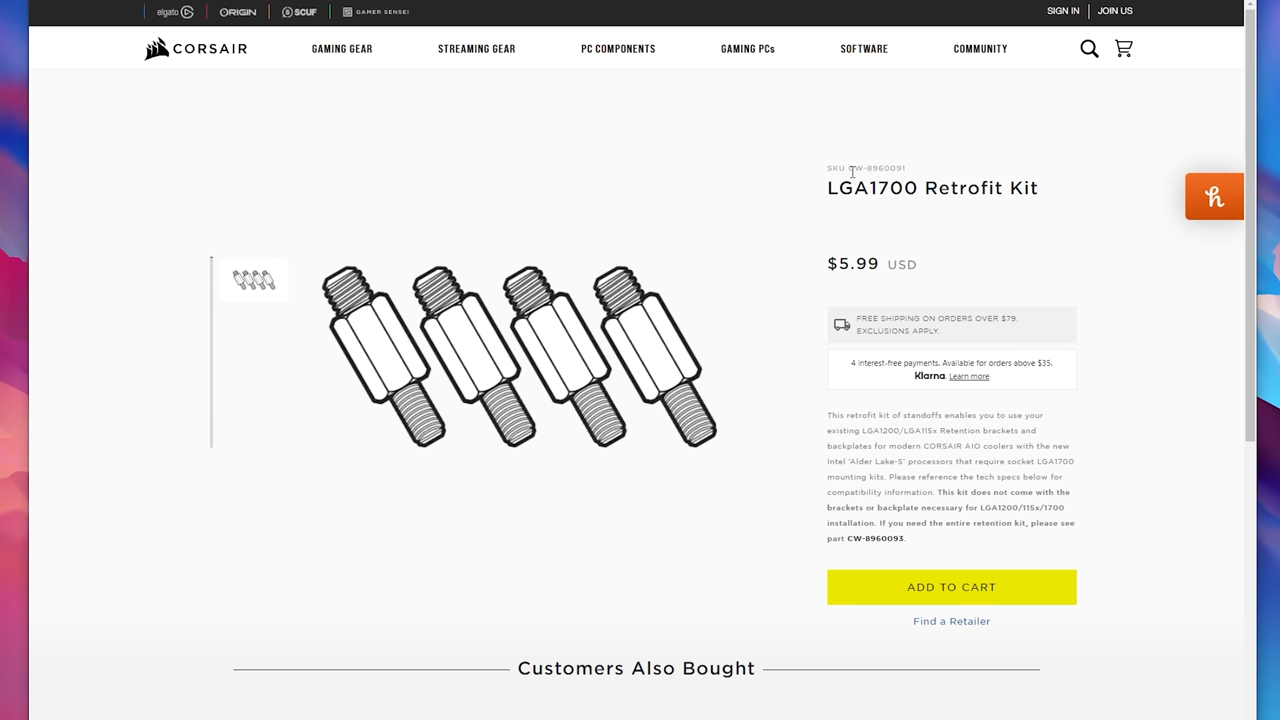 elgato
ORIGIN
SCUF
GAMER SENSEI
SIGN IN
JOIN US
CORSAIR
GAMING GEAR
STREAMING GEAR
PC COMPONENTS
GAMING PCs
SOFTWARE
COMMUNITY
SKU CW-8960091
LGA1700 Retrofit Kit
h
$5.99 USD
FREE SHIPPING ON ORDERS OVER $79.
EXCLUSIONS APPLY.
4 interest-free payments. Available for orders above $35.
Klarna. Learn more
This retrofit kit of standoffs enables you to use your
existing LGA1200/LGA115x Retention brackets and
backplates for modern CORSAIR AIO coolers with the new
Intel 'Alder Lake-S' processors that require socket LGA1700
mounting kits. Please reference the tech specs below for
compatibility information. This kit does not come with the
brackets or backplate necessary for LGA1200/115x/1700
installation. If you need the entire retention kit, please see
part CW-8960093.
ADD TO CART
Find a Retailer
Customers Also Bought